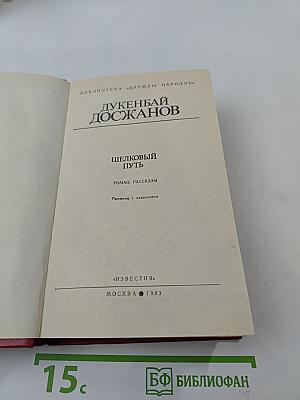 БИБЛИОТЕКА «ДРУЖБЫ НАРОДОВ»
ДУКЕНБАЙ
ДОСЖАНОВ
ШЕЛКОВЫЙ
ПУТЬ
РОМАН, РАССКАЗЫ
Перевод с казахского
«ИЗВЕСТИЯ»
МОСКВА 1983
15с
БФ БИБЛИОФАН